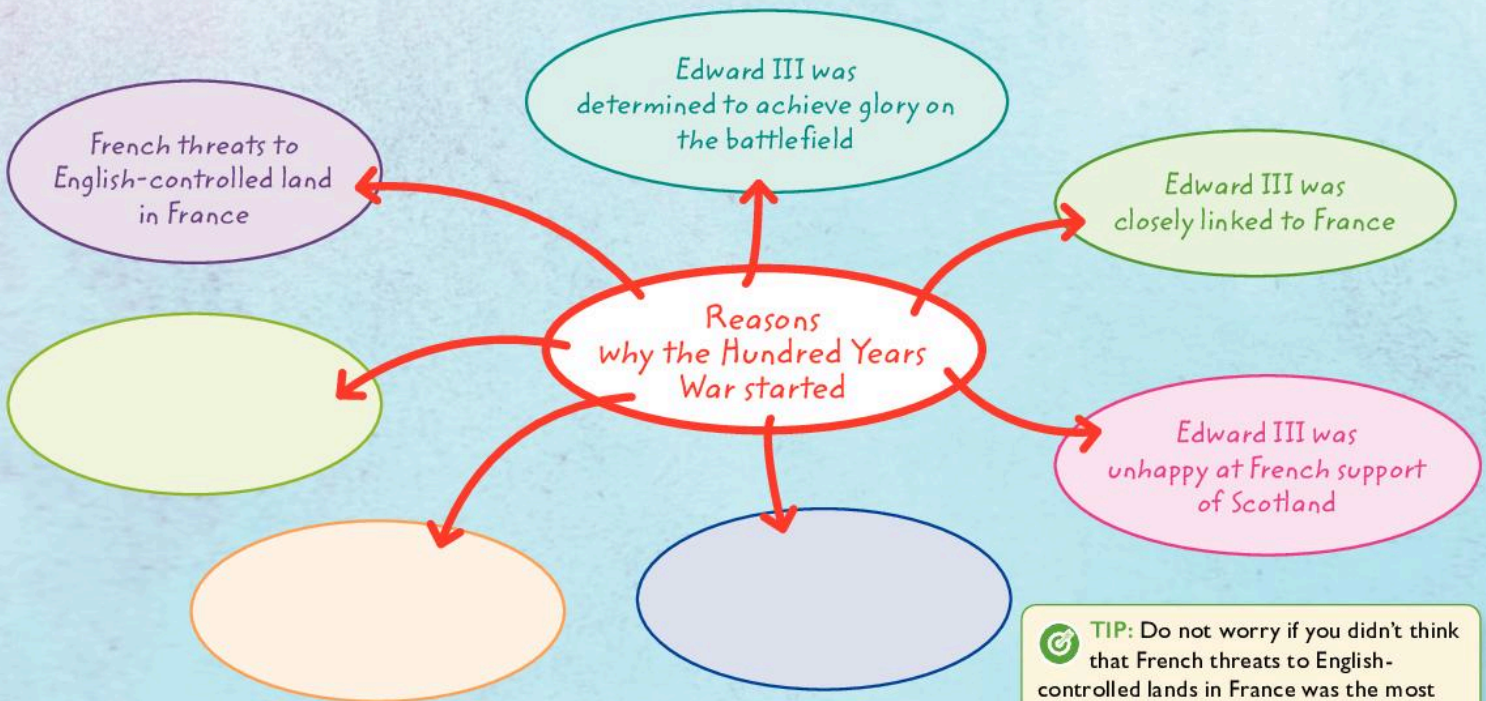 Edward III was
determined to achieve glory on
the battlefield
French threats to
English-controlled land
in France
Edward III was
closely linked to France
Reasons
why the Hundred Years
War started
Edward III was
unhappy at French support
of Scotland
TIP: Do not worry if you didn't think
that French threats to English-
controlled lands in France was the most